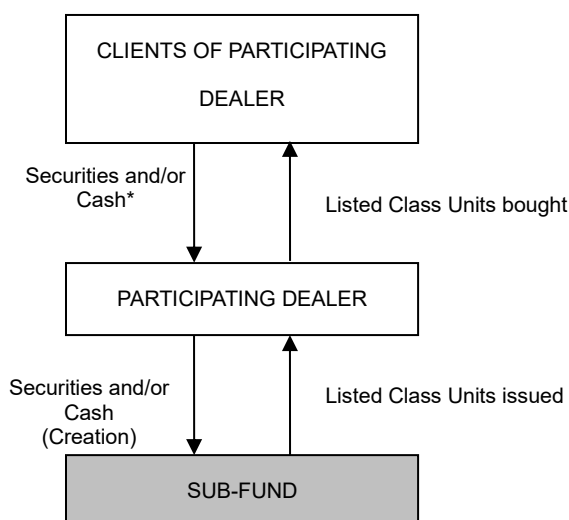 CLIENTS OF PARTICIPATING
DEALER
Securities and/or
Cash*
Listed Class Units bought
PARTICIPATING DEALER
Securities and/or
Cash
(Creation)
Listed Class Units issued
SUB-FUND